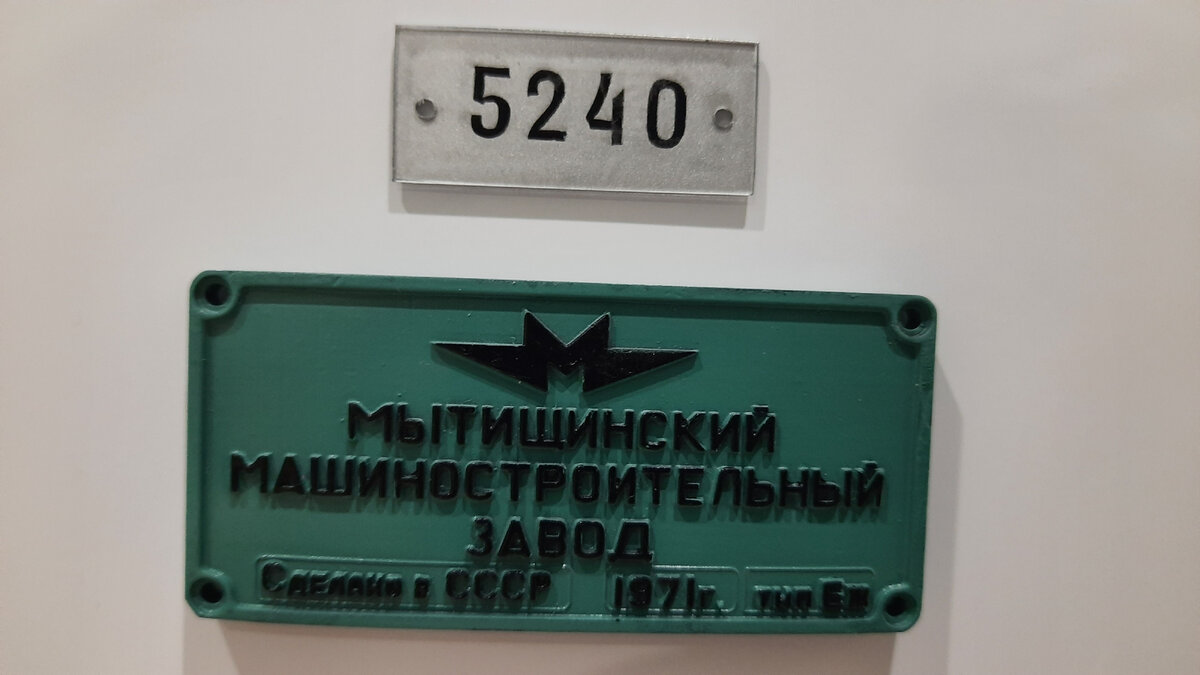 5240
М
МЫТИЩИНСКИЙ
МАШИНОСТРОИТЕЛЬНЫЙ
ЗАВОД
Сделано в СССР 1971г. тип Еж